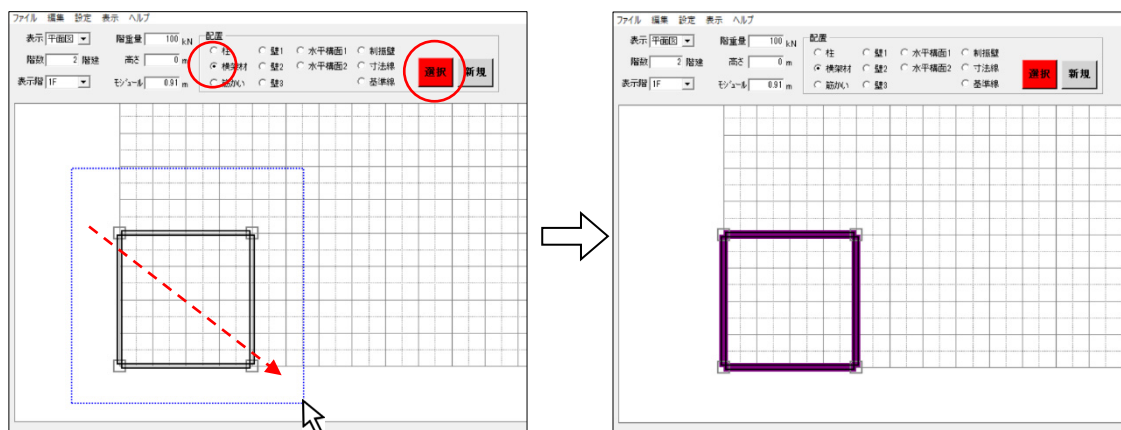 ファイル 編集 設定 表示 ヘルプ
表示 平面図 階重量 100 kN 配置
柱 壁1 水平構面1 制振壁
階数 2 階建 高さ 0 m 横架材 壁2 水平構面2 寸法線 選択 新規
表示階 1F モジュール 0.91 m 筋かい 壁3 基準線
ファイル 編集 設定 表示 ヘルプ
表示 平面図 階重量 100 kN 配置
柱 壁1 水平構面1 制振壁
階数 2 階建 高さ 0 m 横架材 壁2 水平構面2 寸法線 選択 新規
表示階 1F モジュール 0.91 m 筋かい 壁3 基準線